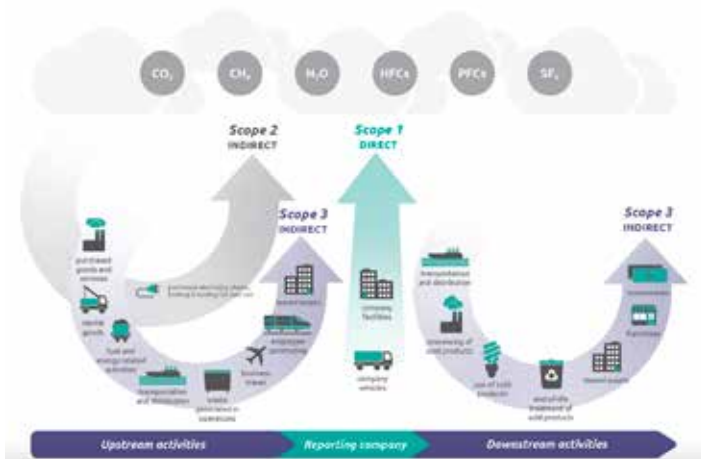 CO₂
CH₄
N₂O
HFCs
PFCs
SF₆
Scope 2
INDIRECT
Scope 1
DIRECT
Scope 3
INDIRECT
Scope 3
INDIRECT
purchased
goods and
services
capital
goods
fuel and
energy related
activities
transportation
and distribution
waste
generated in
operations
business
travel
employee
commuting
company
facilities
company
vehicles
transportation
and distribution
processing of
sold products
use of sold
products
end-of-life
treatment of
sold products
leased assets
franchises
Upstream activities
Reporting company
Downstream activities